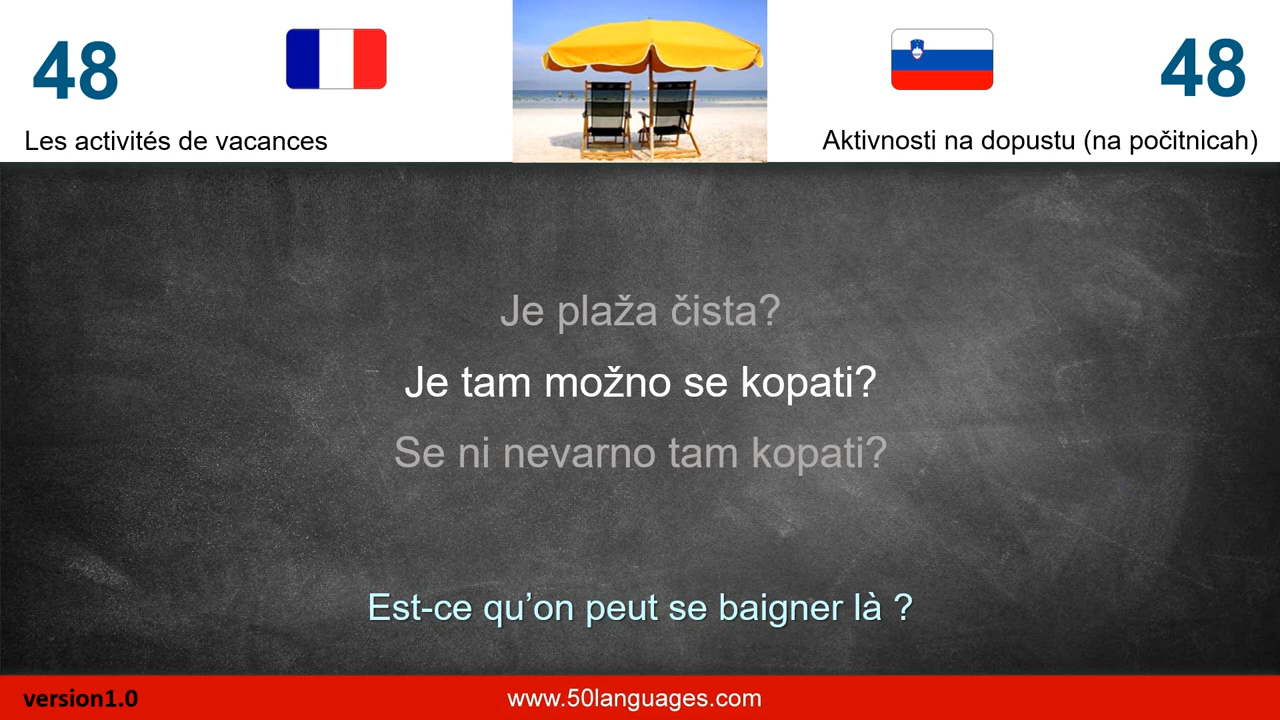 48
48
Les activités de vacances
Aktivnosti na dopustu (na počitnicah)
Je plaža čista?
Je tam možno se kopati?
Se ni nevarno tam kopati?
Est-ce qu’on peut se baigner là ?
version1.0
www.50languages.com